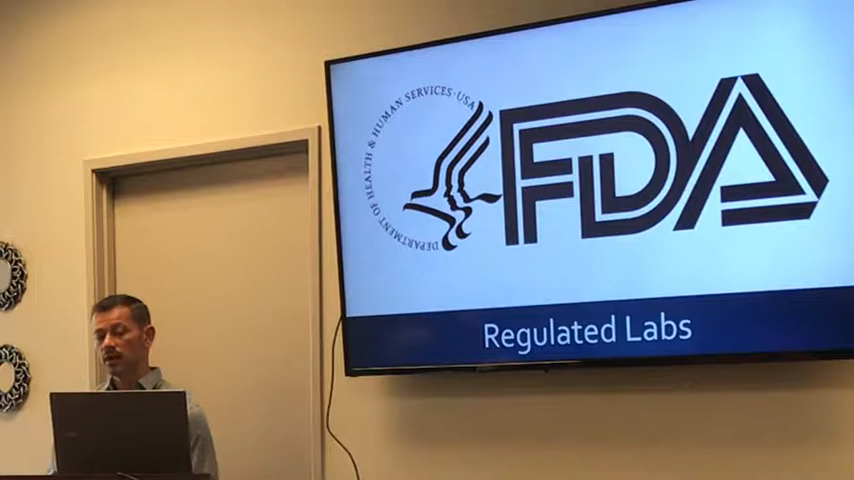 DEPARTMENT OF HEALTH & HUMAN SERVICES · USA
FDA
Regulated Labs